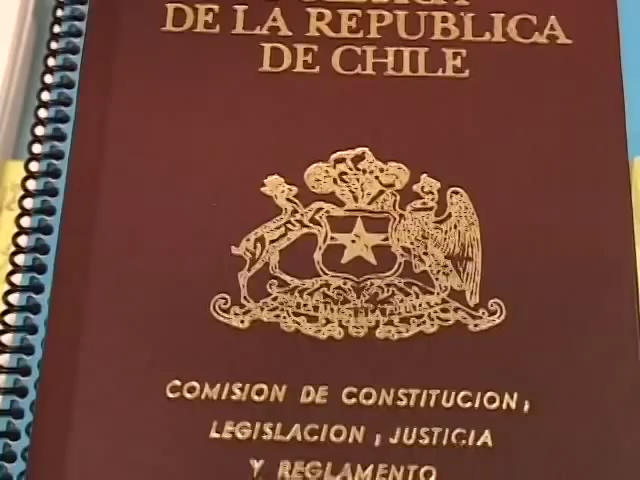 DE LA REPUBLICA
DE CHILE
COMISION DE CONSTITUCION,
LEGISLACION, JUSTICIA
Y REGLAMENTO